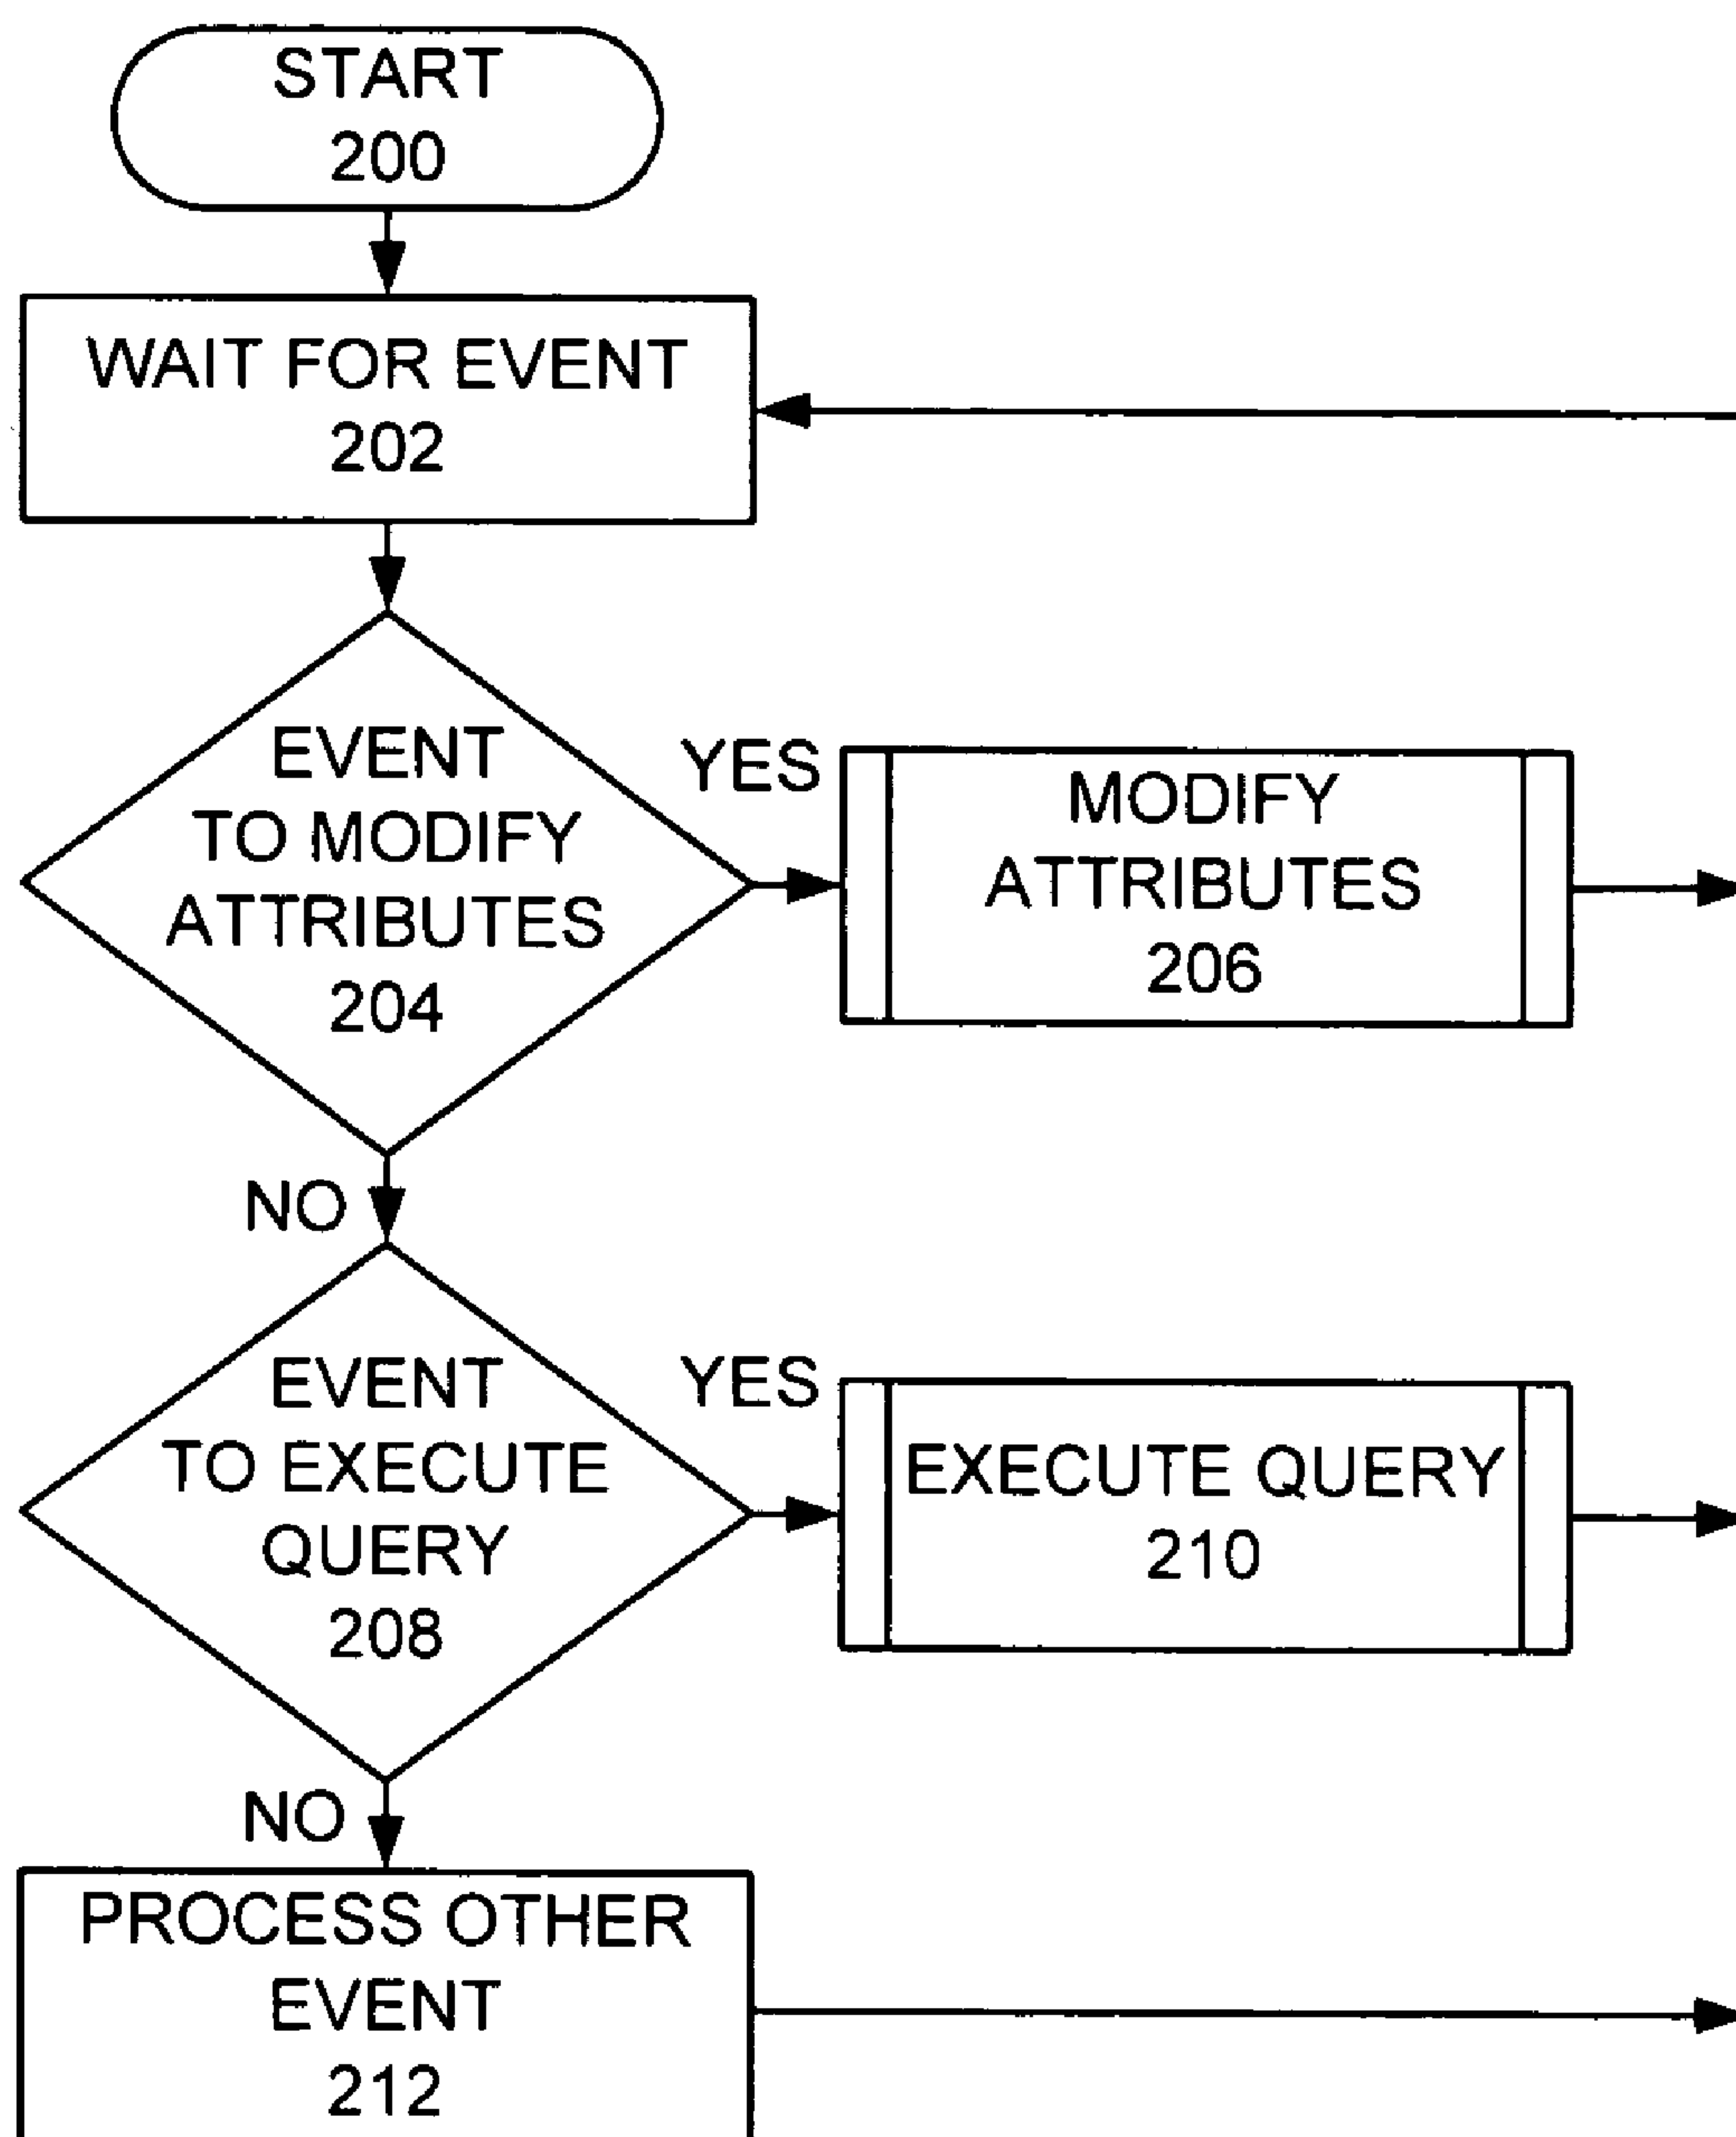 START
200
WAIT FOR EVENT
202
EVENT
TO MODIFY
ATTRIBUTES
204
YES
MODIFY
ATTRIBUTES
206
NO
EVENT
TO EXECUTE
QUERY
208
YES
EXECUTE QUERY
210
NO
PROCESS OTHER
EVENT
212